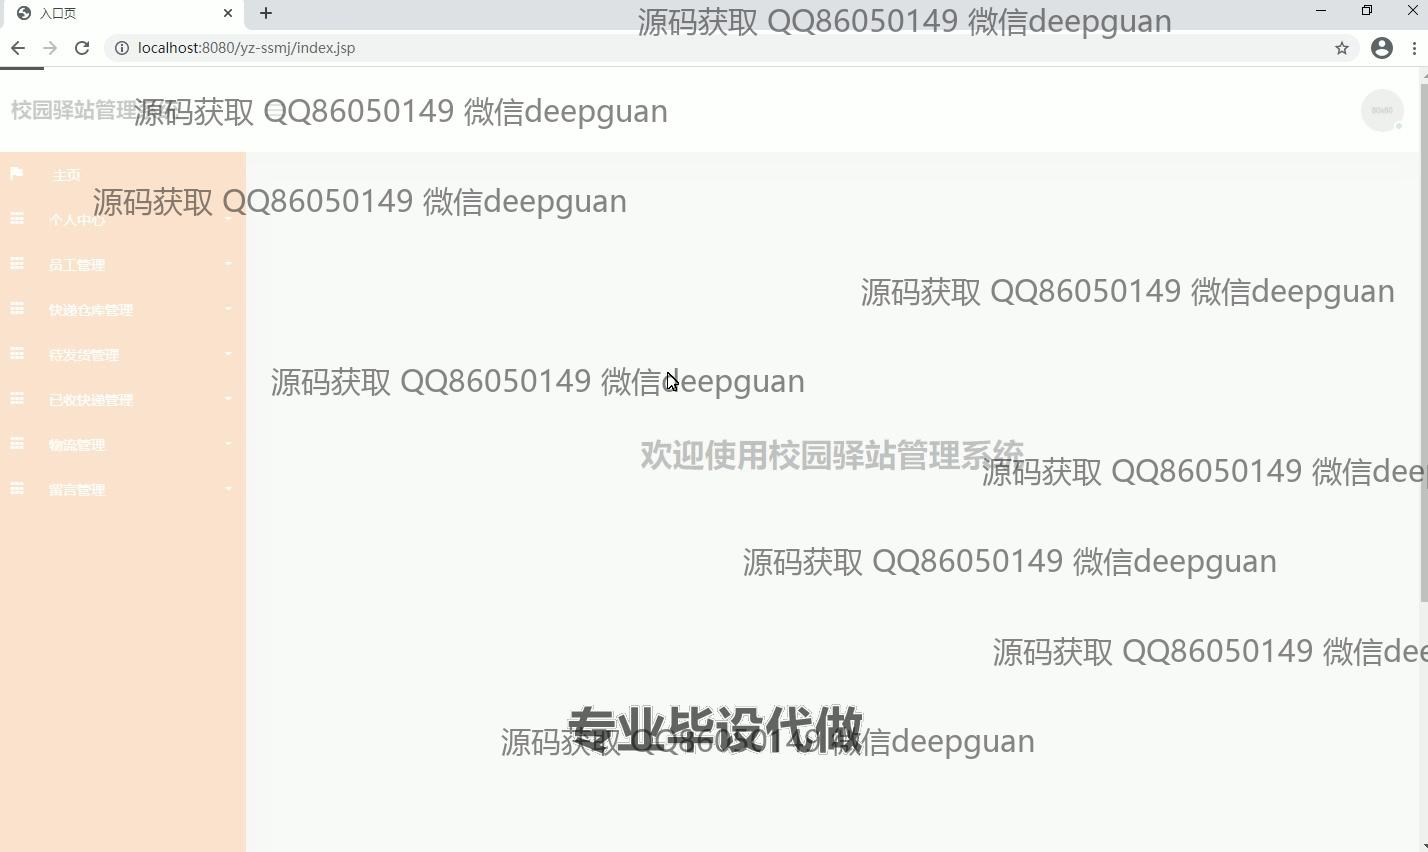 入口页
源码获取 QQ86050149 微信deepguan
localhost:8080/yz-ssmj/index.jsp
校园驿站管理
源码获取 QQ86050149 微信deepguan
60x60
主页
源码获取 QQ86050149 微信deepguan
个人中心
员工管理
源码获取 QQ86050149 微信deepguan
快递仓库管理
待发货管理
源码获取 QQ86050149 微信deepguan
已收快递管理
物流管理
欢迎使用校园驿站管理系统
源码获取 QQ86050149 微信dee
留言管理
源码获取 QQ86050149 微信deepguan
源码获取 QQ86050149 微信dee
专业毕设代做
源码获取 QQ86050149 微信deepguan